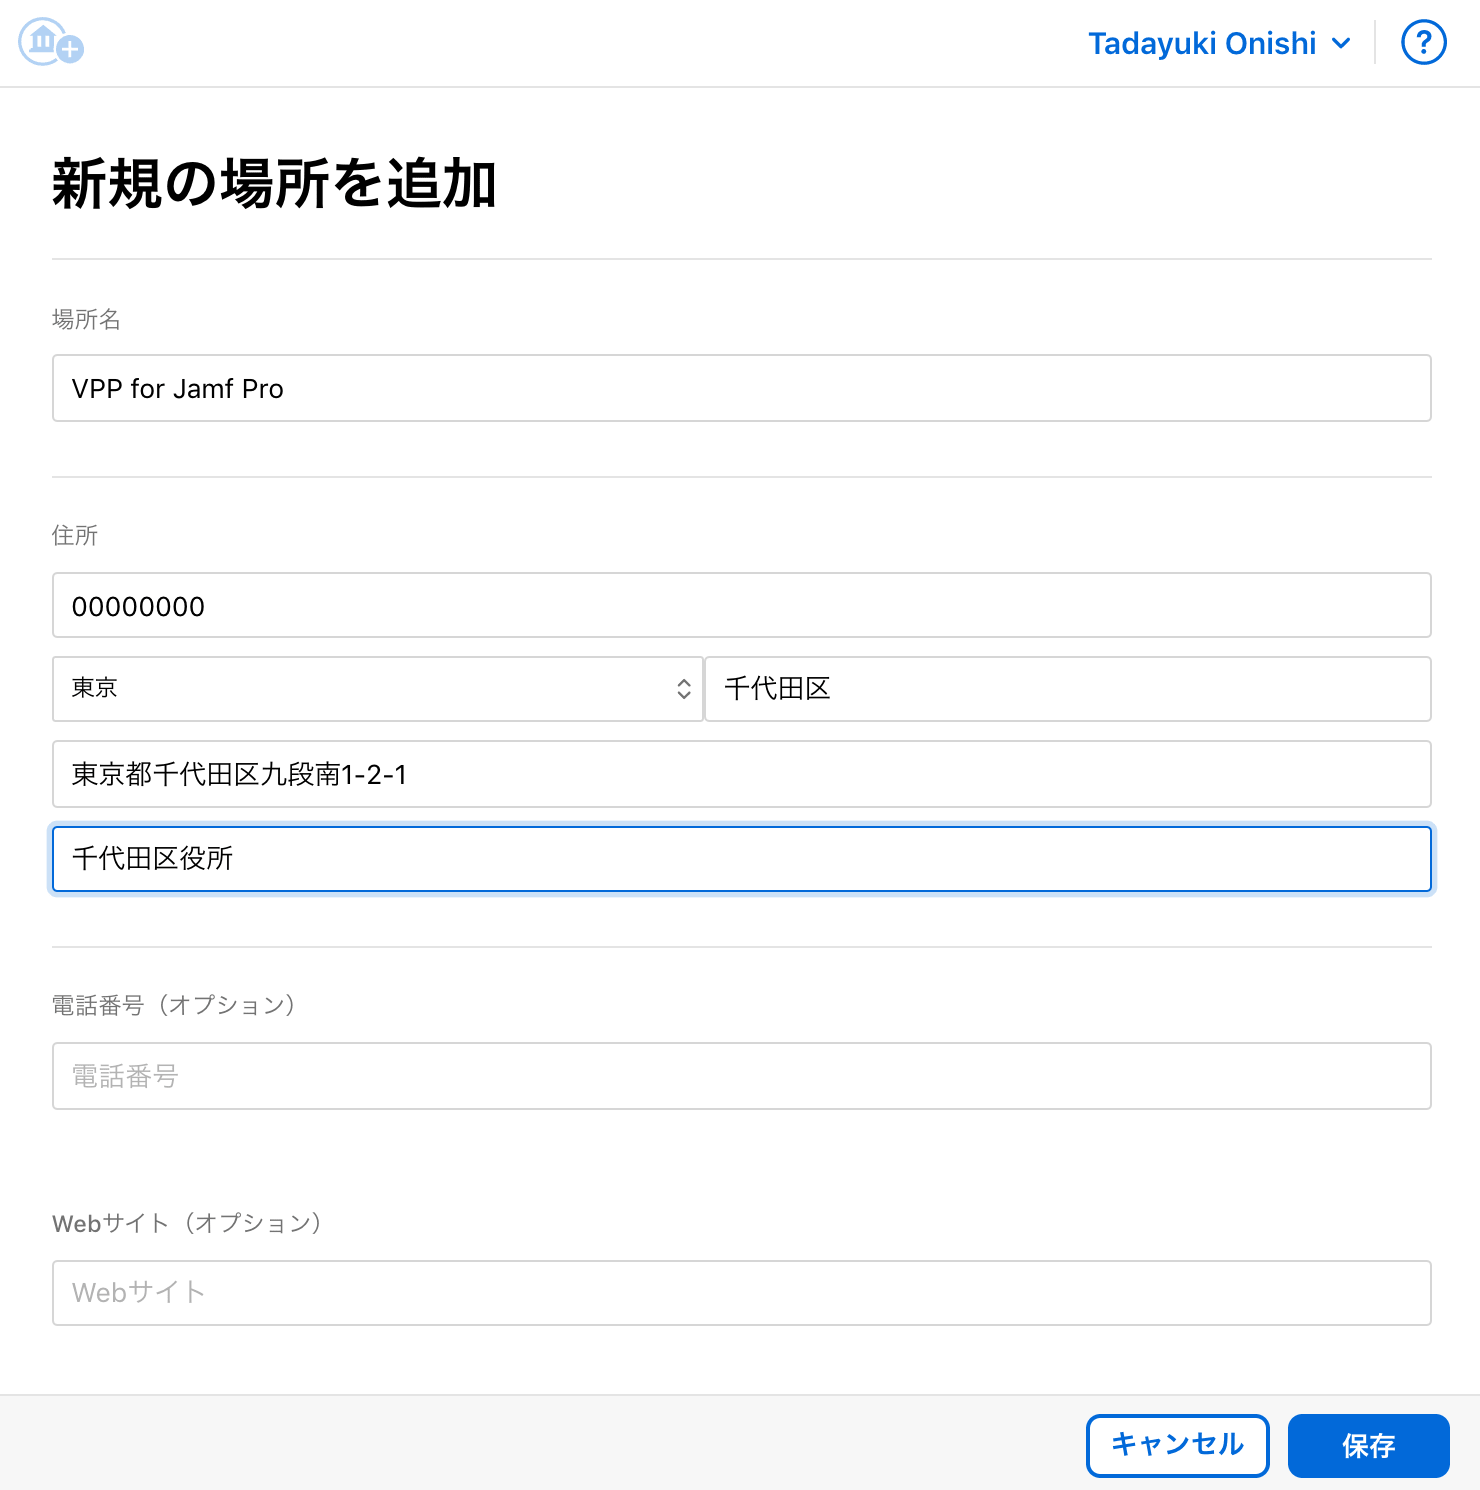 Tadayuki Onishi
?
新規の場所を追加
場所名
VPP for Jamf Pro
住所
00000000
東京
千代田区
東京都千代田区九段南1-2-1
千代田区役所
電話番号（オプション）
電話番号
Webサイト（オプション）
Webサイト
キャンセル
保存